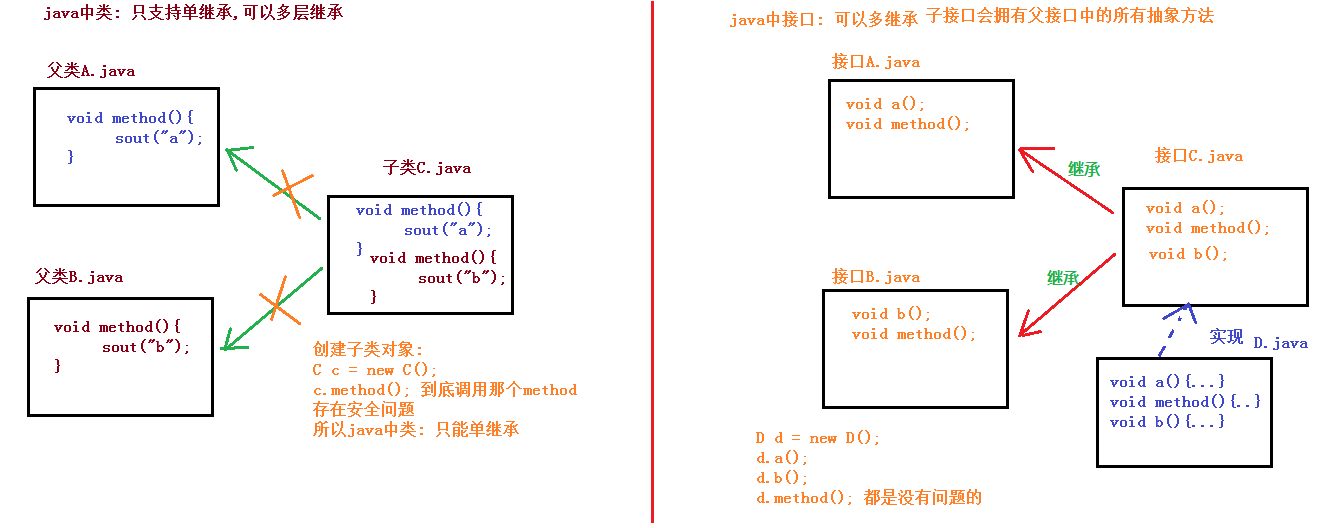 java中类: 只支持单继承,可以多层继承
父类A.java
void method(){
sout("a");
}
子类C.java
void method(){
sout("a");
}
void method(){
sout("b");
}
父类B.java
void method(){
sout("b");
}
创建子类对象:
C c = new C();
c.method(); 到底调用那个method
存在安全问题
所以java中类: 只能单继承
java中接口: 可以多继承 子接口会拥有父接口中的所有抽象方法
接口A.java
void a();
void method();
继承
接口C.java
void a();
void method();
void b();
接口B.java
void b();
void method();
继承
实现 D.java
void a(){...}
void method(){..}
void b(){...}
D d = new D();
d.a();
d.b();
d.method(); 都是没有问题的